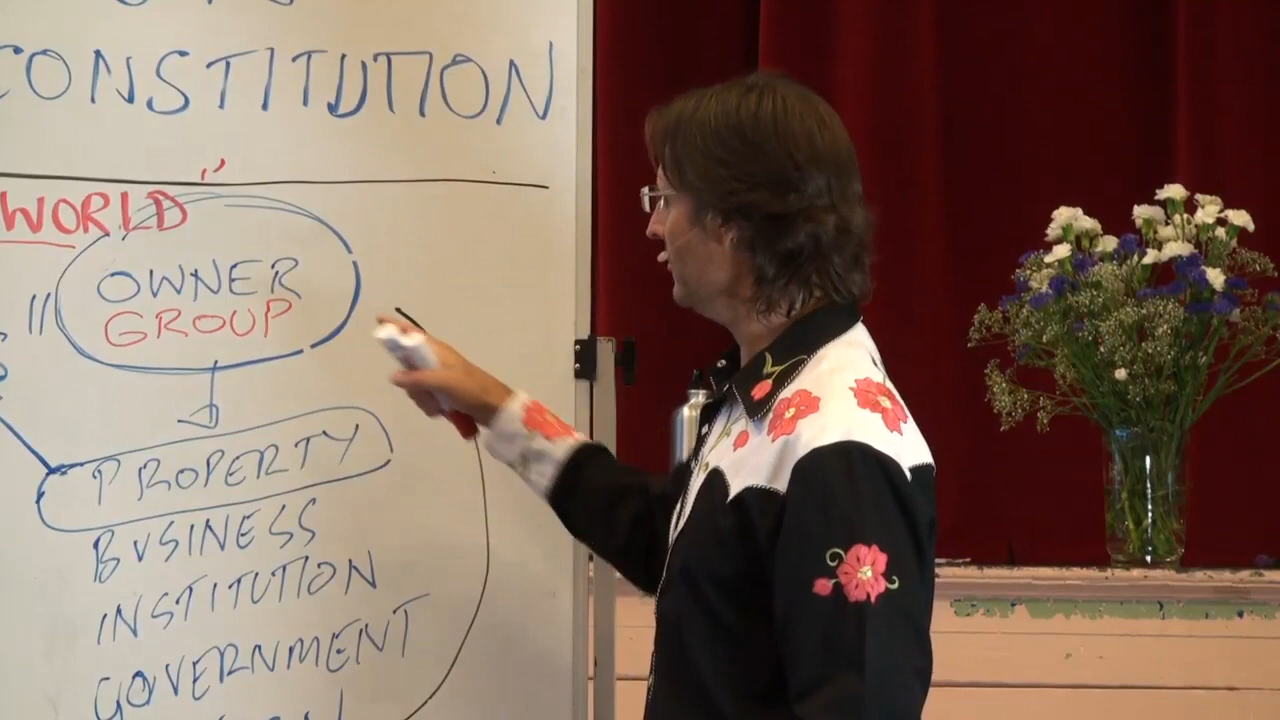 CONSTITUTION
WORLD"
" OWNER
GROUP
PROPERTY
BUSINESS
INSTITUTION
GOVERNMENT